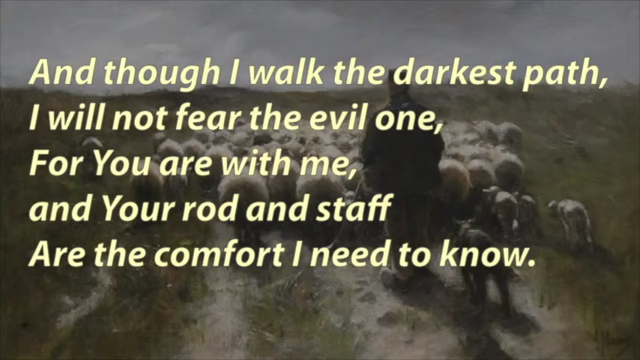 And though I walk the darkest path,
I will not fear the evil one,
For You are with me,
and Your rod and staff
Are the comfort I need to know.